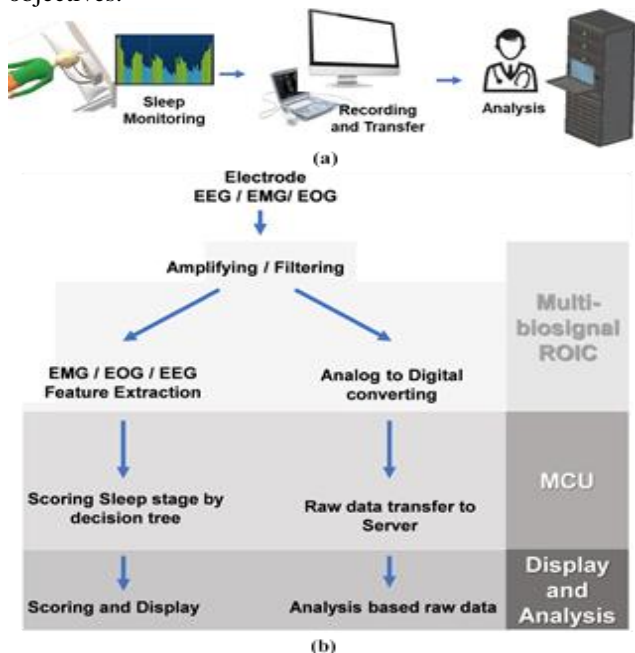 objectives.
Sleep
Monitoring
Recording
and Transfer
Analysis
(a)
Electrode
EEG / EMG/ EOG
Amplifying / Filtering
Multi-
biosignal
ROIC
EMG / EOG / EEG
Feature Extraction
Analog to Digital
converting
MCU
Scoring Sleep stage by
decision tree
Raw data transfer to
Server
Display
and
Analysis
Scoring and Display
Analysis based raw data
(b)